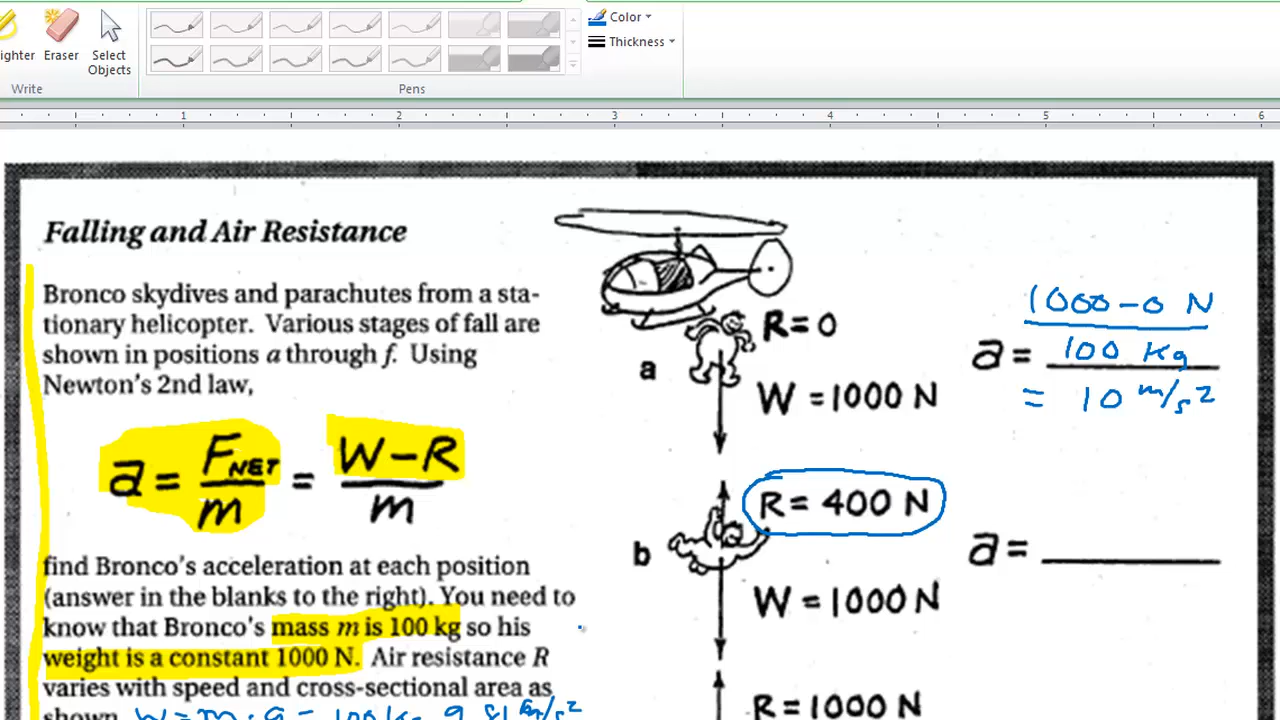 Color
ighter Eraser Select Objects
Thickness
Write
Pens
1 2 3 4 5 6
Falling and Air Resistance
Bronco skydives and parachutes from a sta-
tionary helicopter. Various stages of fall are
shown in positions a through f. Using
Newton's 2nd law,
a = F_NET / m = W – R / m
find Bronco's acceleration at each position
(answer in the blanks to the right). You need to
know that Bronco's mass m is 100 kg so his
weight is a constant 1000 N. Air resistance R
varies with speed and cross-sectional area as
shown. W = m · g = 100 kg
R = 0
a
W = 1000 N
1000 – 0 N
a = 100 kg
= 10 m/s²
R = 400 N
b
a =
W = 1000 N
R = 1000 N